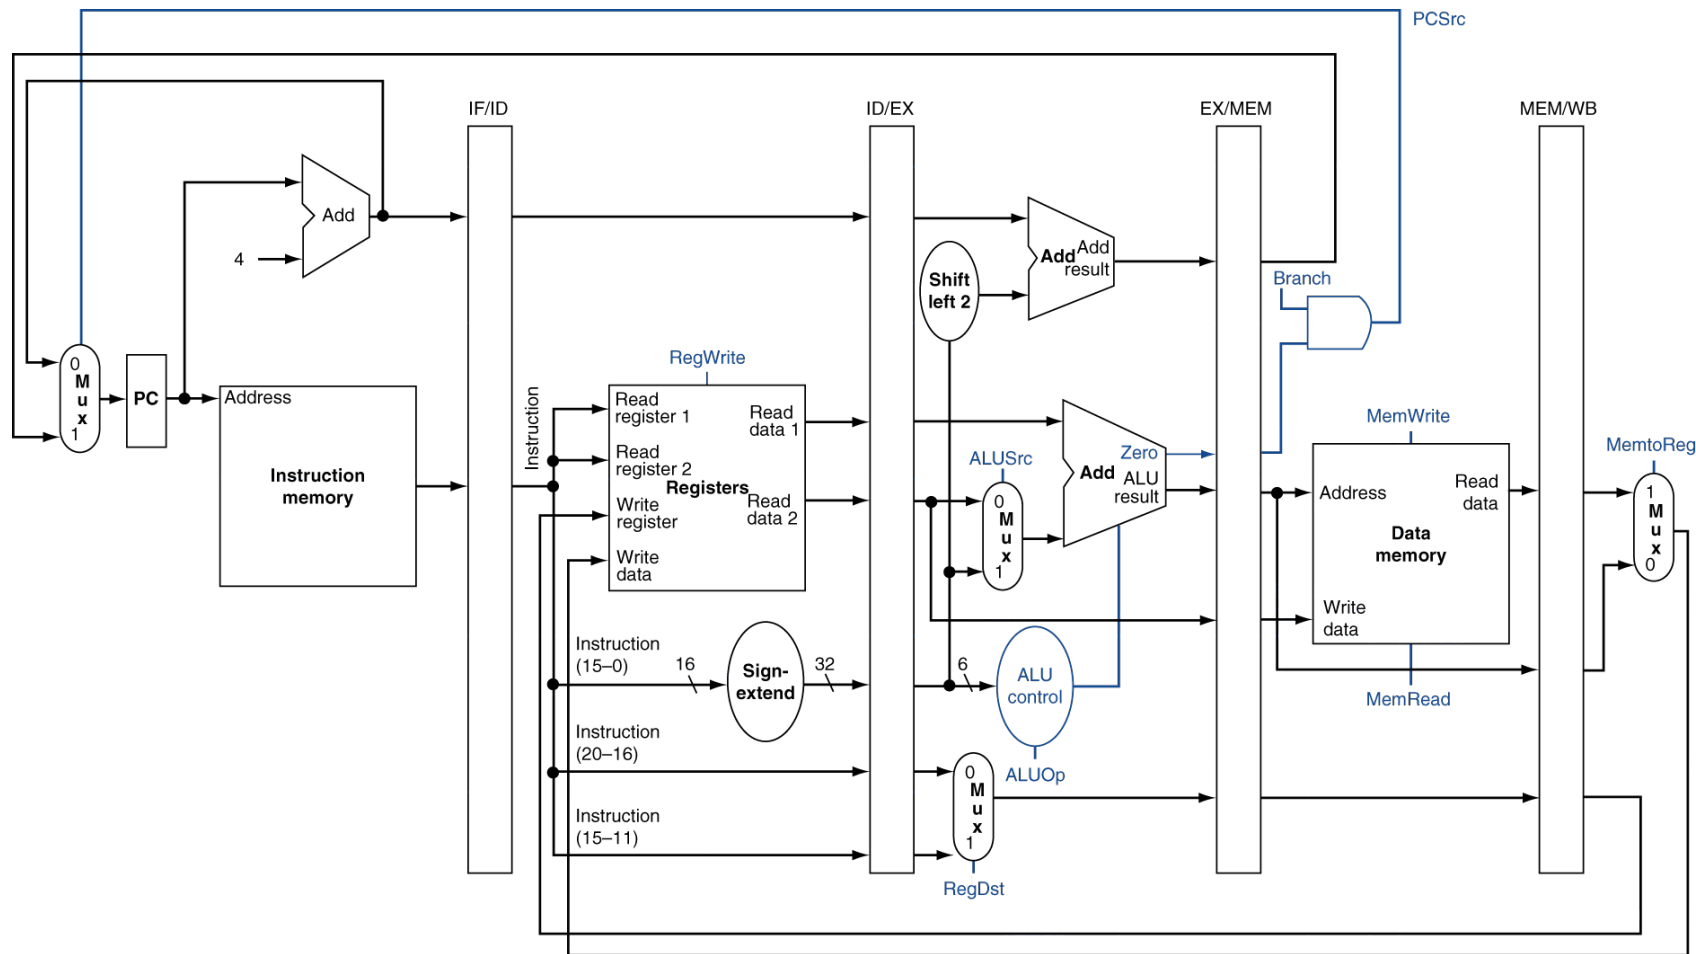 PCSrc
IF/ID
ID/EX
EX/MEM
MEM/WB
Add
4
Add Add
result
Shift
left 2
Branch
0
M
u
x
1
PC
Address
Instruction
memory
Instruction
RegWrite
Read
register 1
Read
register 2
Write
register
Write
data
Registers
Read
data 1
Read
data 2
ALUSrc
0
M
u
x
1
Add
Zero
ALU
result
MemWrite
Address
Read
data
Data
memory
Write
data
MemRead
MemtoReg
1
M
u
x
0
Instruction
(15–0)
16
Sign-
extend
32
6
ALU
control
ALUOp
Instruction
(20–16)
Instruction
(15–11)
0
M
u
x
1
RegDst